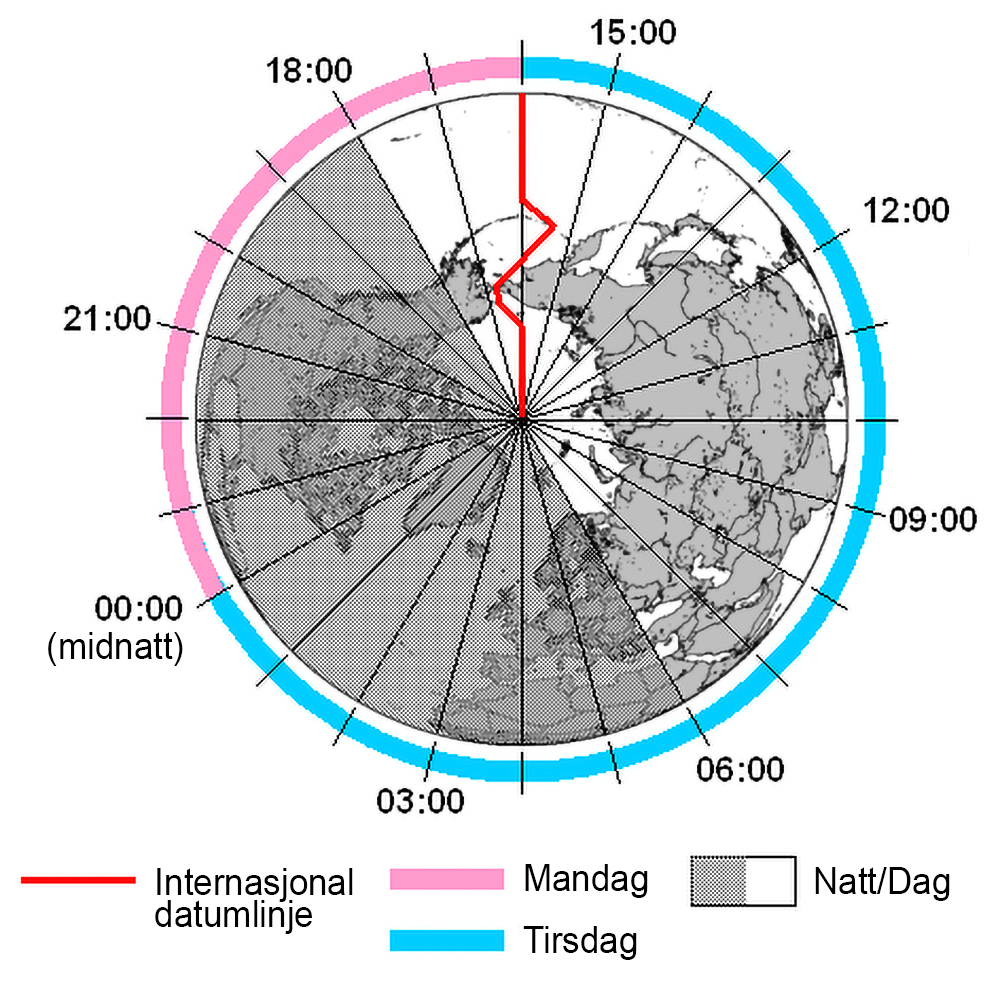 15:00
18:00
12:00
21:00
09:00
00:00
(midnatt)
06:00
03:00
Internasjonal
datumlinje
Mandag
Tirsdag
Natt/Dag